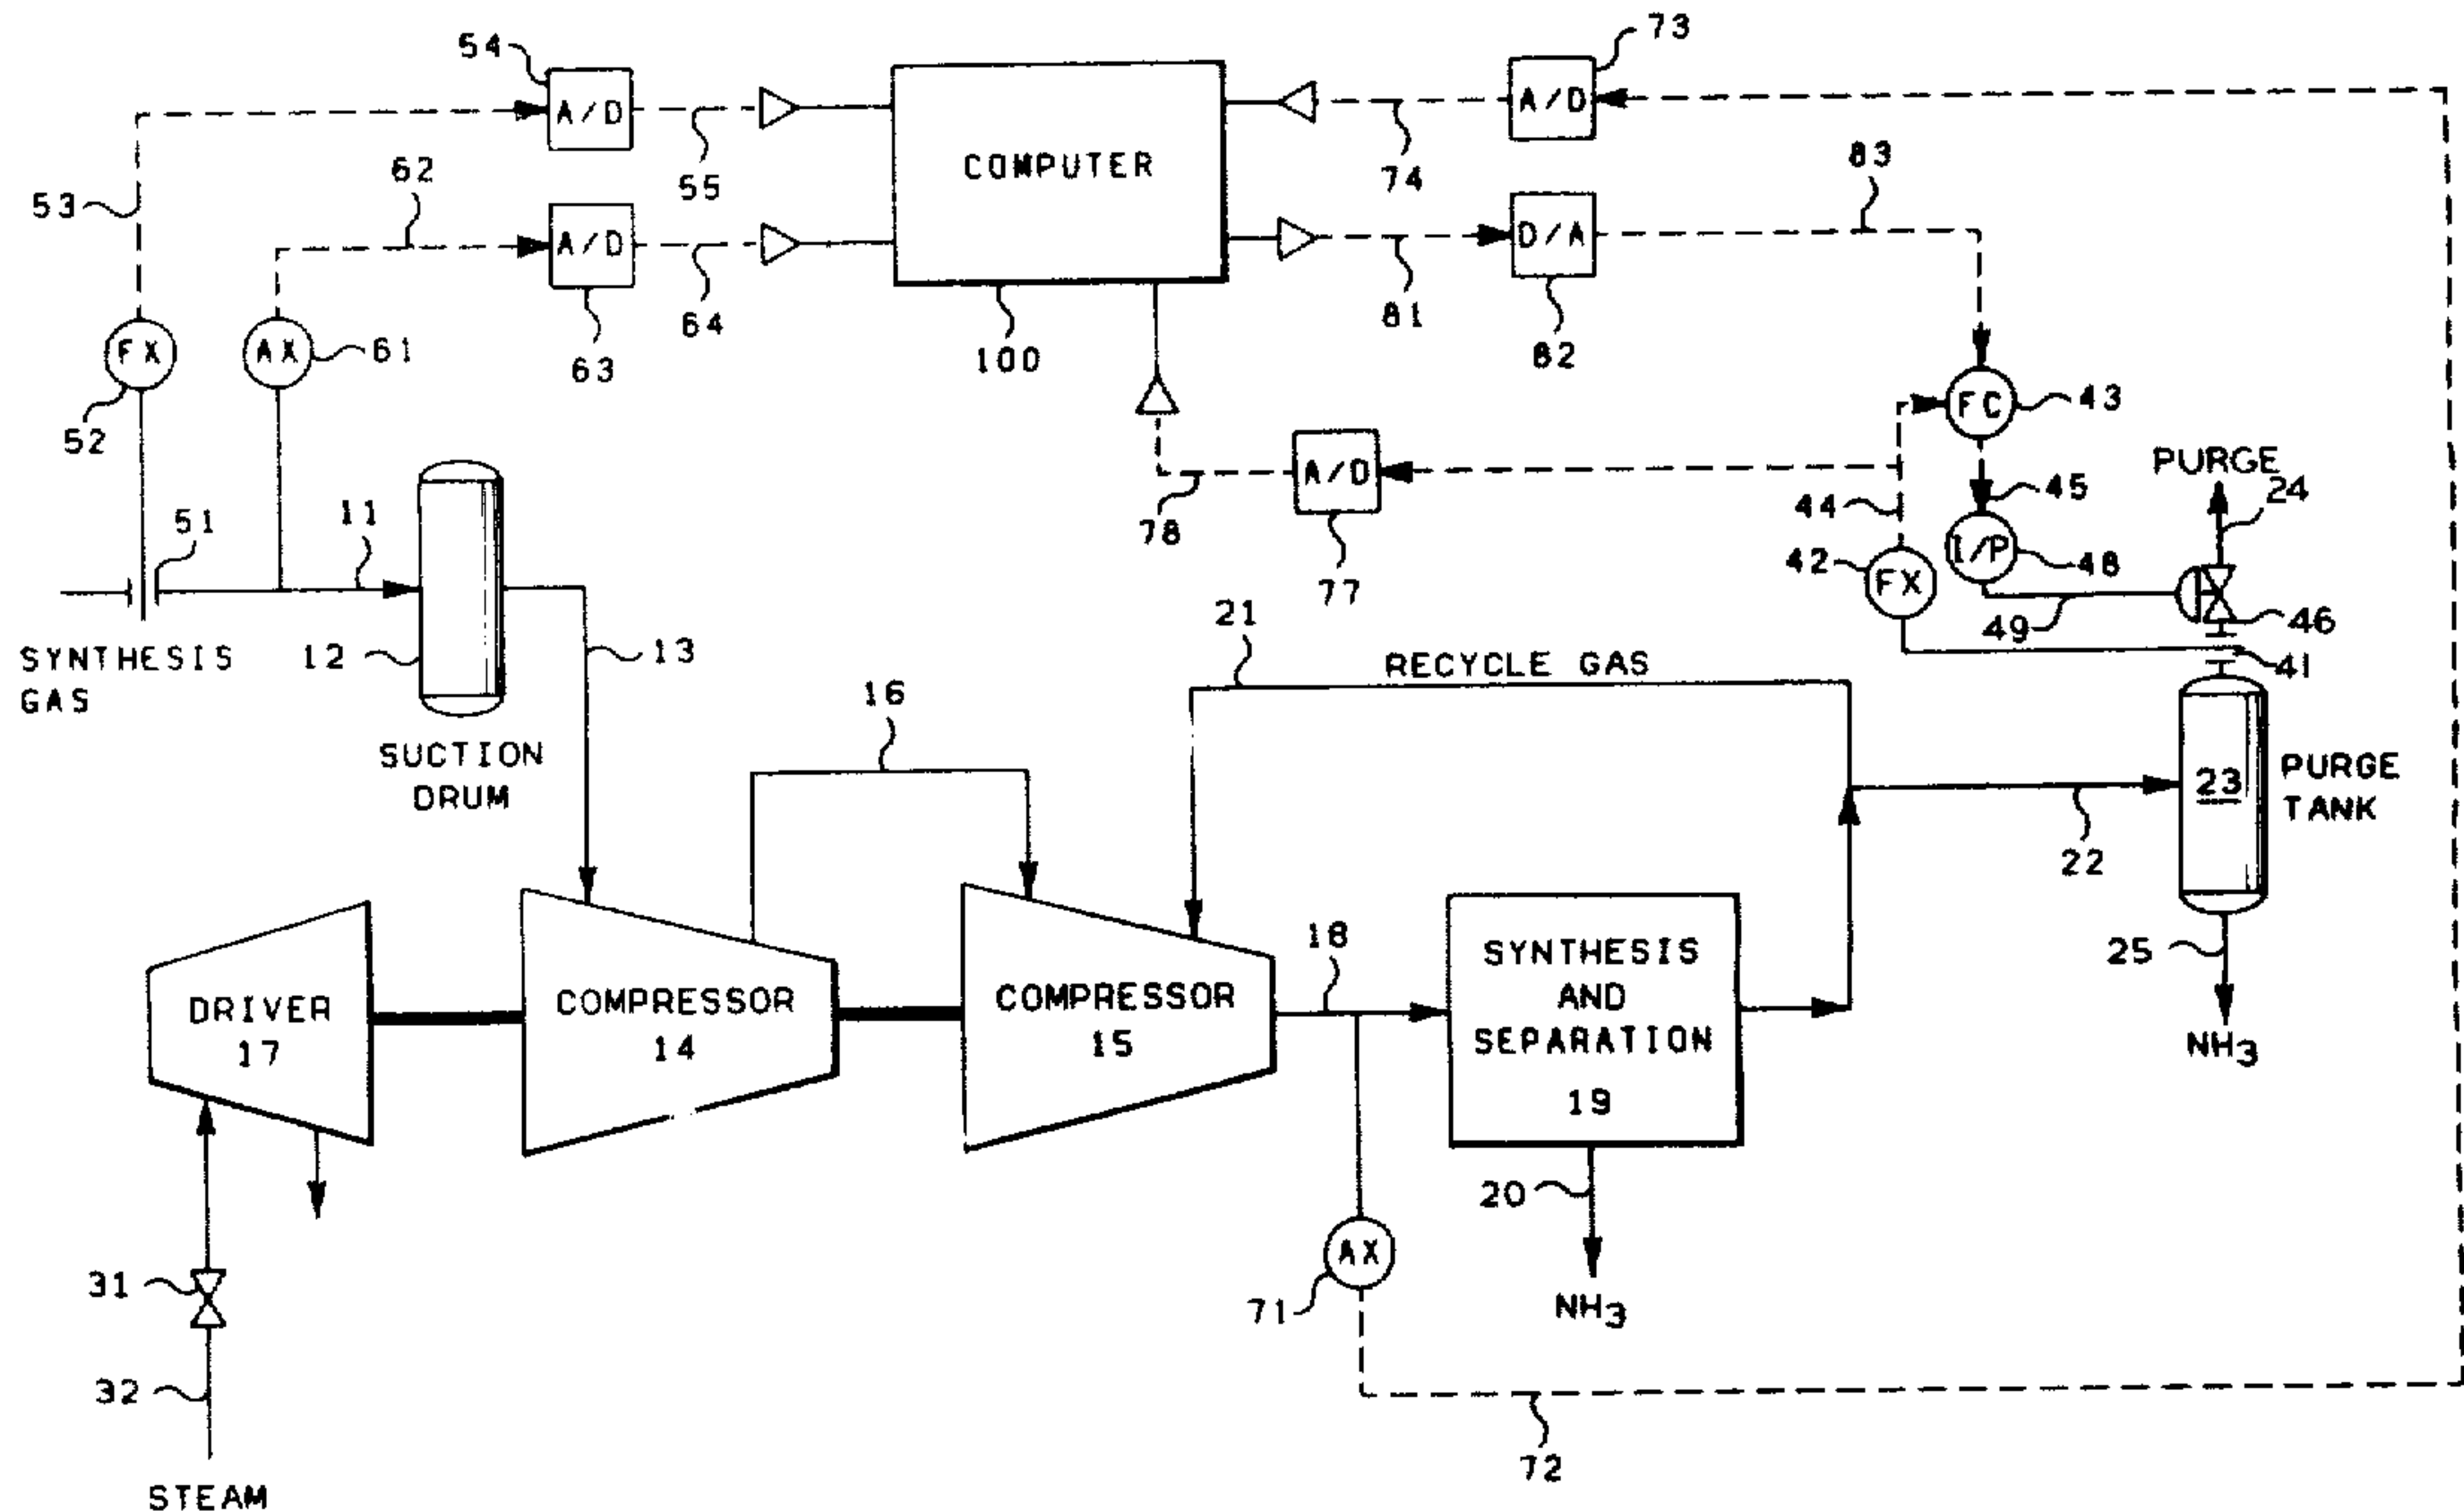 54
73
A/D
A/D
COMPUTER
83
55
74
62
53
A/D
D/A
64
81
63
100
82
FX
AX
61
52
FC
43
PURGE
24
A/D
45
44
78
51
11
I/P
48
42
FX
77
49
46
41
21
RECYCLE GAS
SYNTHESIS
GAS
12
13
16
SUCTION
DRUM
23
PURGE
TANK
22
18
SYNTHESIS
AND
SEPARATION
19
25
NH3
DRIVER
17
COMPRESSOR
14
COMPRESSOR
15
20
NH3
AX
71
31
32
72
STEAM